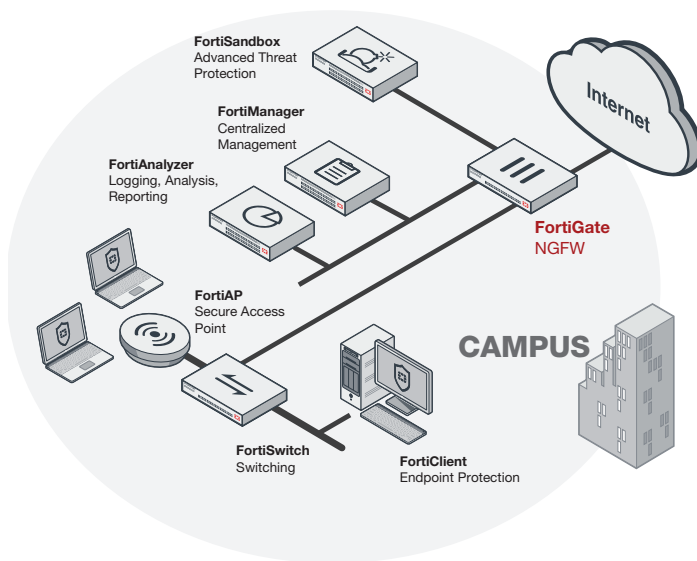 FortiSandbox
Advanced Threat
Protection
Internet
FortiManager
Centralized
Management
FortiAnalyzer
Logging, Analysis,
Reporting
FortiGate
NGFW
FortiAP
Secure Access
Point
CAMPUS
FortiSwitch
Switching
FortiClient
Endpoint Protection